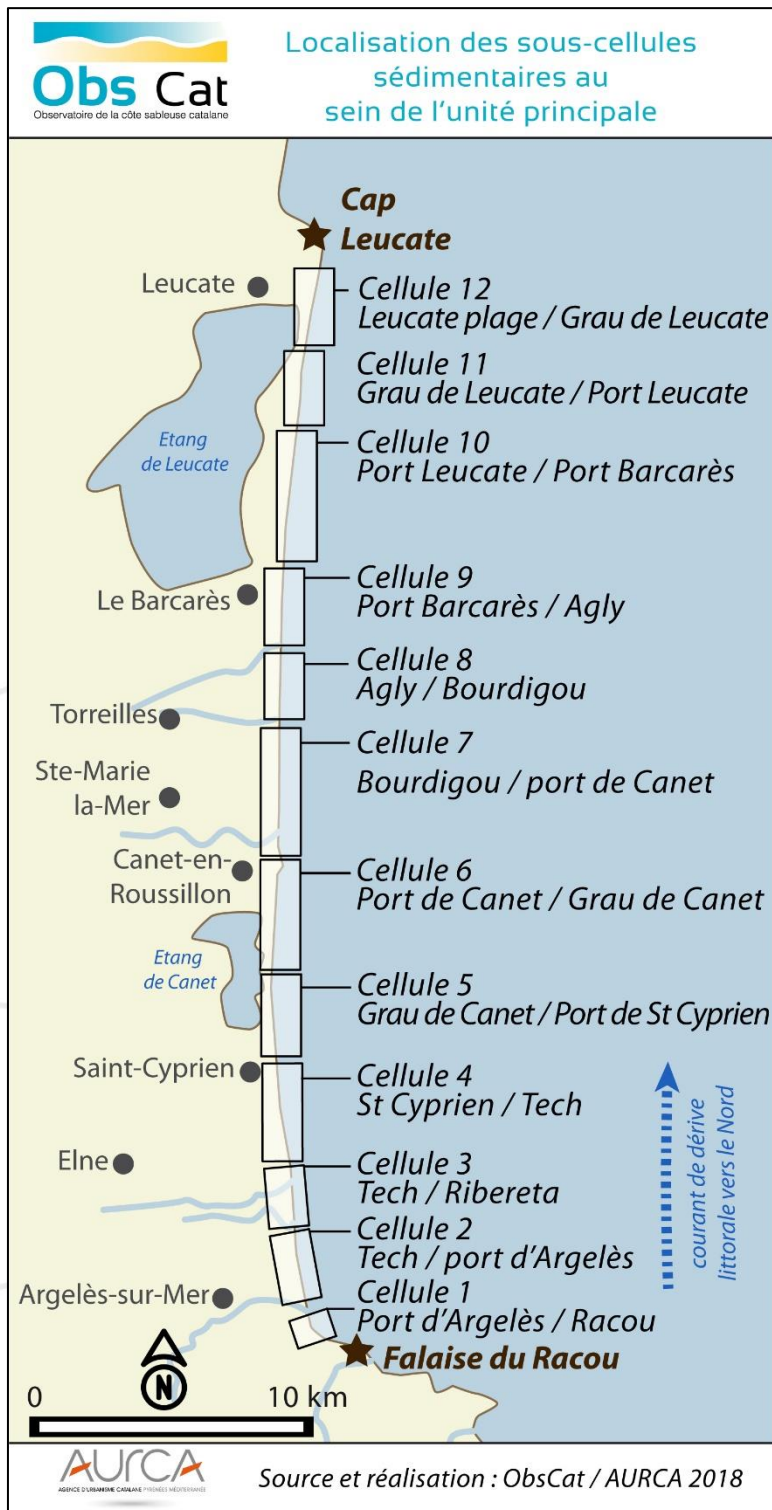 Obs Cat
Observatoire de la côte sableuse catalane
Localisation des sous-cellules
sédimentaires au
sein de l'unité principale
Cap
Leucate
Leucate
Cellule 12
Leucate plage / Grau de Leucate
Cellule 11
Grau de Leucate / Port Leucate
Etang
de Leucate
Cellule 10
Port Leucate / Port Barcarès
Le Barcarès
Cellule 9
Port Barcarès / Agly
Cellule 8
Agly / Bourdigou
Torreilles
Cellule 7
Bourdigou / port de Canet
Ste-Marie
la-Mer
Canet-en-
Roussillon
Cellule 6
Port de Canet / Grau de Canet
Etang
de Canet
Cellule 5
Grau de Canet / Port de St Cyprien
Saint-Cyprien
Cellule 4
St Cyprien / Tech
Elne
Cellule 3
Tech / Ribereta
Cellule 2
Tech / port d'Argelès
Argelès-sur-Mer
Cellule 1
Port d'Argelès / Racou
Falaise du Racou
courant de dérive
littorale vers le Nord
N
0 10 km
AURCA
AGENCE D'URBANISME CATALANE PYRÉNÉES MÉDITERRANÉE
Source et réalisation : ObsCat / AURCA 2018